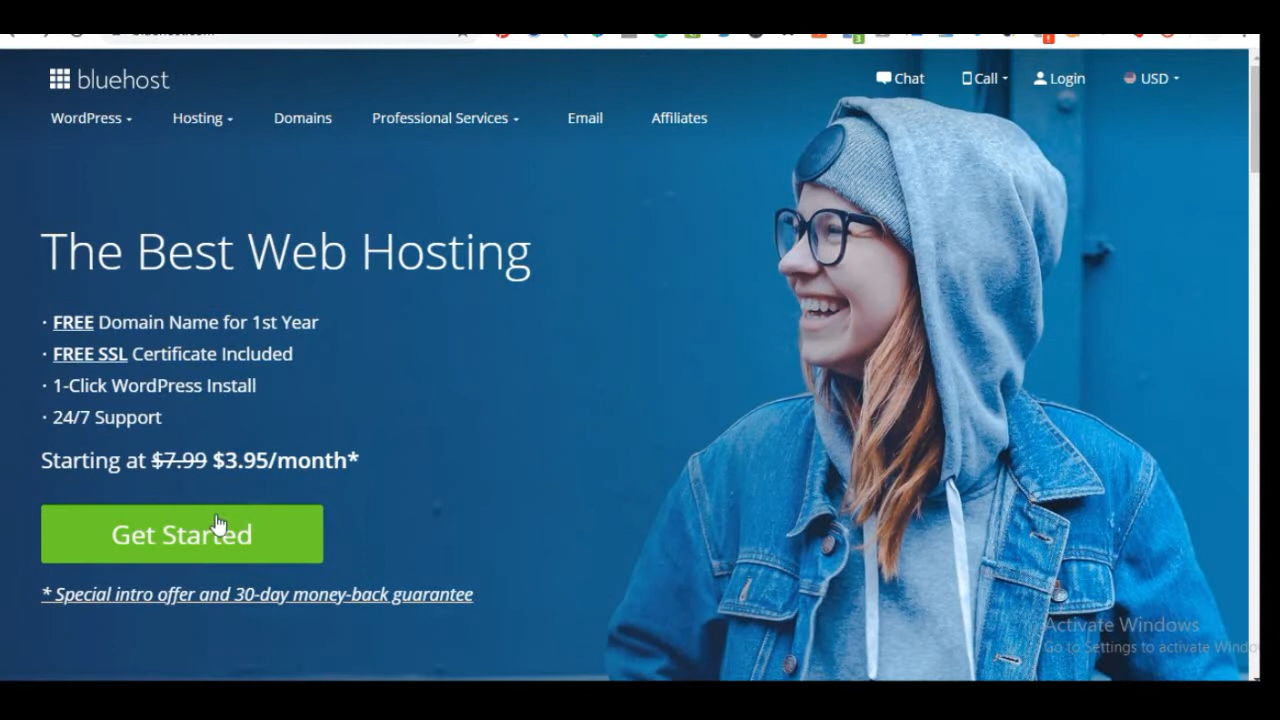 bluehost
Chat
Call
Login
USD
WordPress
Hosting
Domains
Professional Services
Email
Affiliates
The Best Web Hosting
· FREE Domain Name for 1st Year
· FREE SSL Certificate Included
· 1-Click WordPress Install
· 24/7 Support
Starting at $7.99 $3.95/month*
Get Started
* Special intro offer and 30-day money-back guarantee
Activate Windows
Go to Settings to activate Windo
3
!